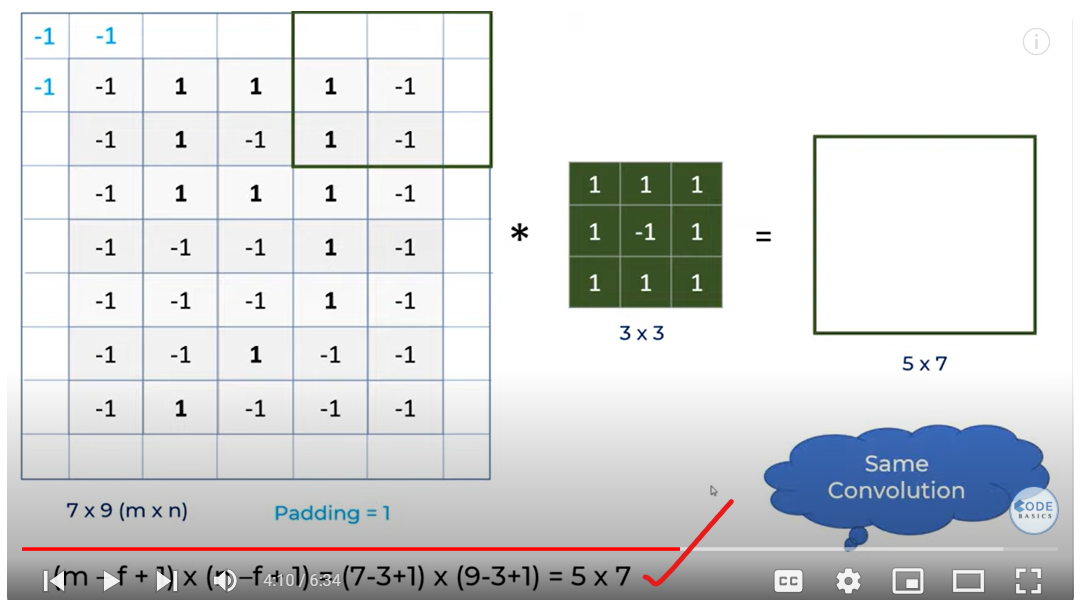 -1 -1
-1 -1 1 1 1 -1
-1 1 -1 1 -1
-1 1 1 1 -1
-1 -1 -1 1 -1
-1 -1 -1 1 -1
-1 -1 1 -1 -1
-1 1 -1 -1 -1
*
1 1 1
1 -1 1
1 1 1
3 x 3
=
5 x 7
7 x 9 (m x n)
Padding = 1
Same
Convolution
CODE
BASICS
(m – f + 1) x (n –f + 1) = (7-3+1) x (9-3+1) = 5 x 7
4:10 / 6:34
CC
i